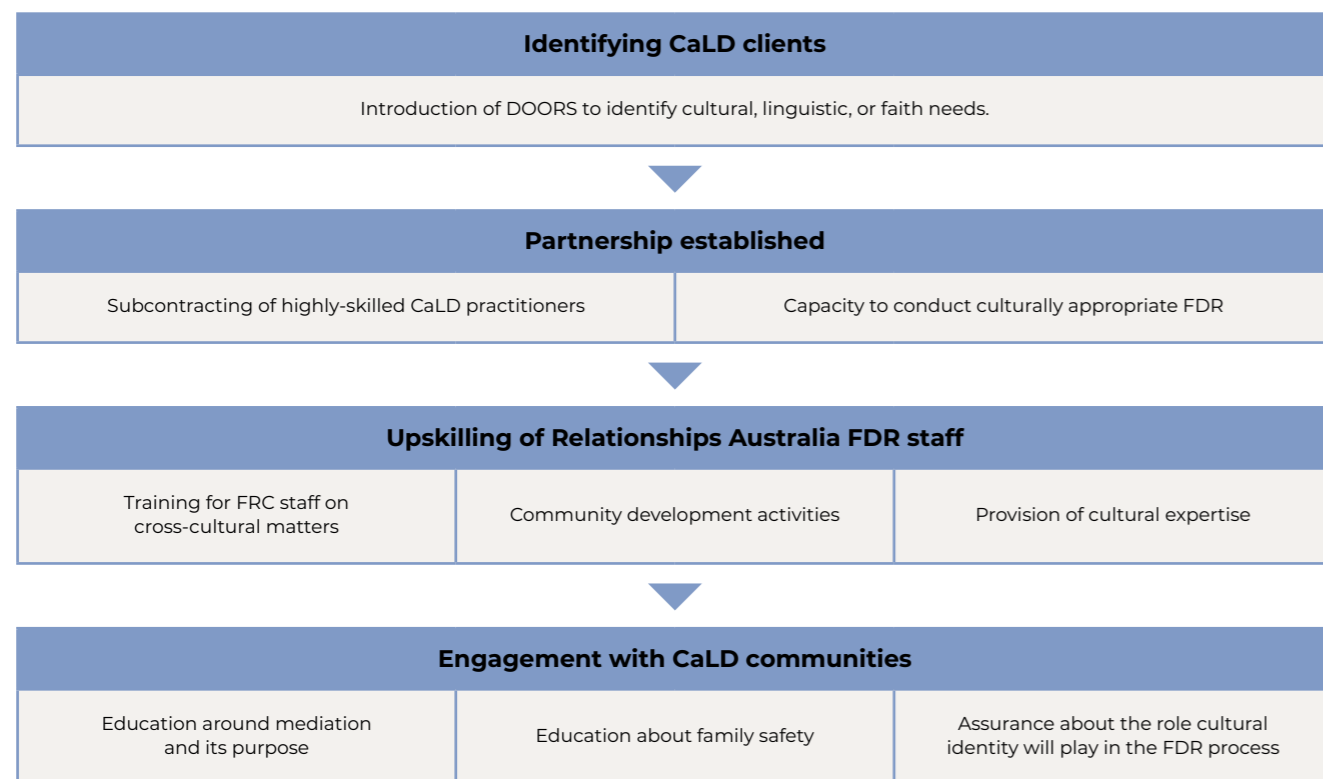 Identifying CaLD clients
Introduction of DOORS to identify cultural, linguistic, or faith needs.
Partnership established
Subcontracting of highly-skilled CaLD practitioners
Capacity to conduct culturally appropriate FDR
Upskilling of Relationships Australia FDR staff
Training for FRC staff on
cross-cultural matters
Community development activities
Provision of cultural expertise
Engagement with CaLD communities
Education around mediation
and its purpose
Education about family safety
Assurance about the role cultural
identity will play in the FDR process